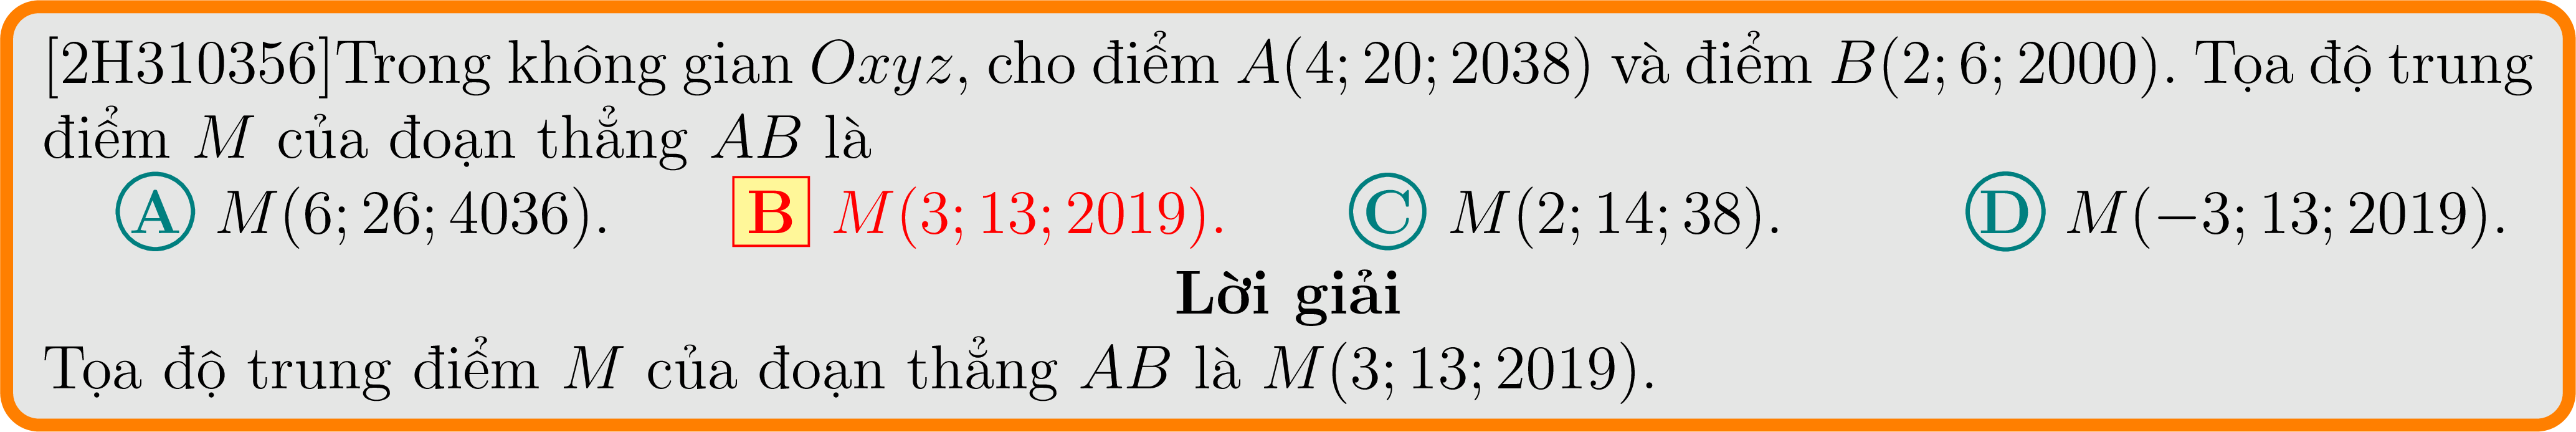 [2H310356]Trong không gian Oxyz, cho điểm A(4; 20; 2038) và điểm B(2; 6; 2000). Tọa độ trung
điểm M của đoạn thẳng AB là
A M(6; 26; 4036). B M(3; 13; 2019). C M(2; 14; 38). D M(−3; 13; 2019).
Lời giải
Tọa độ trung điểm M của đoạn thẳng AB là M(3; 13; 2019).